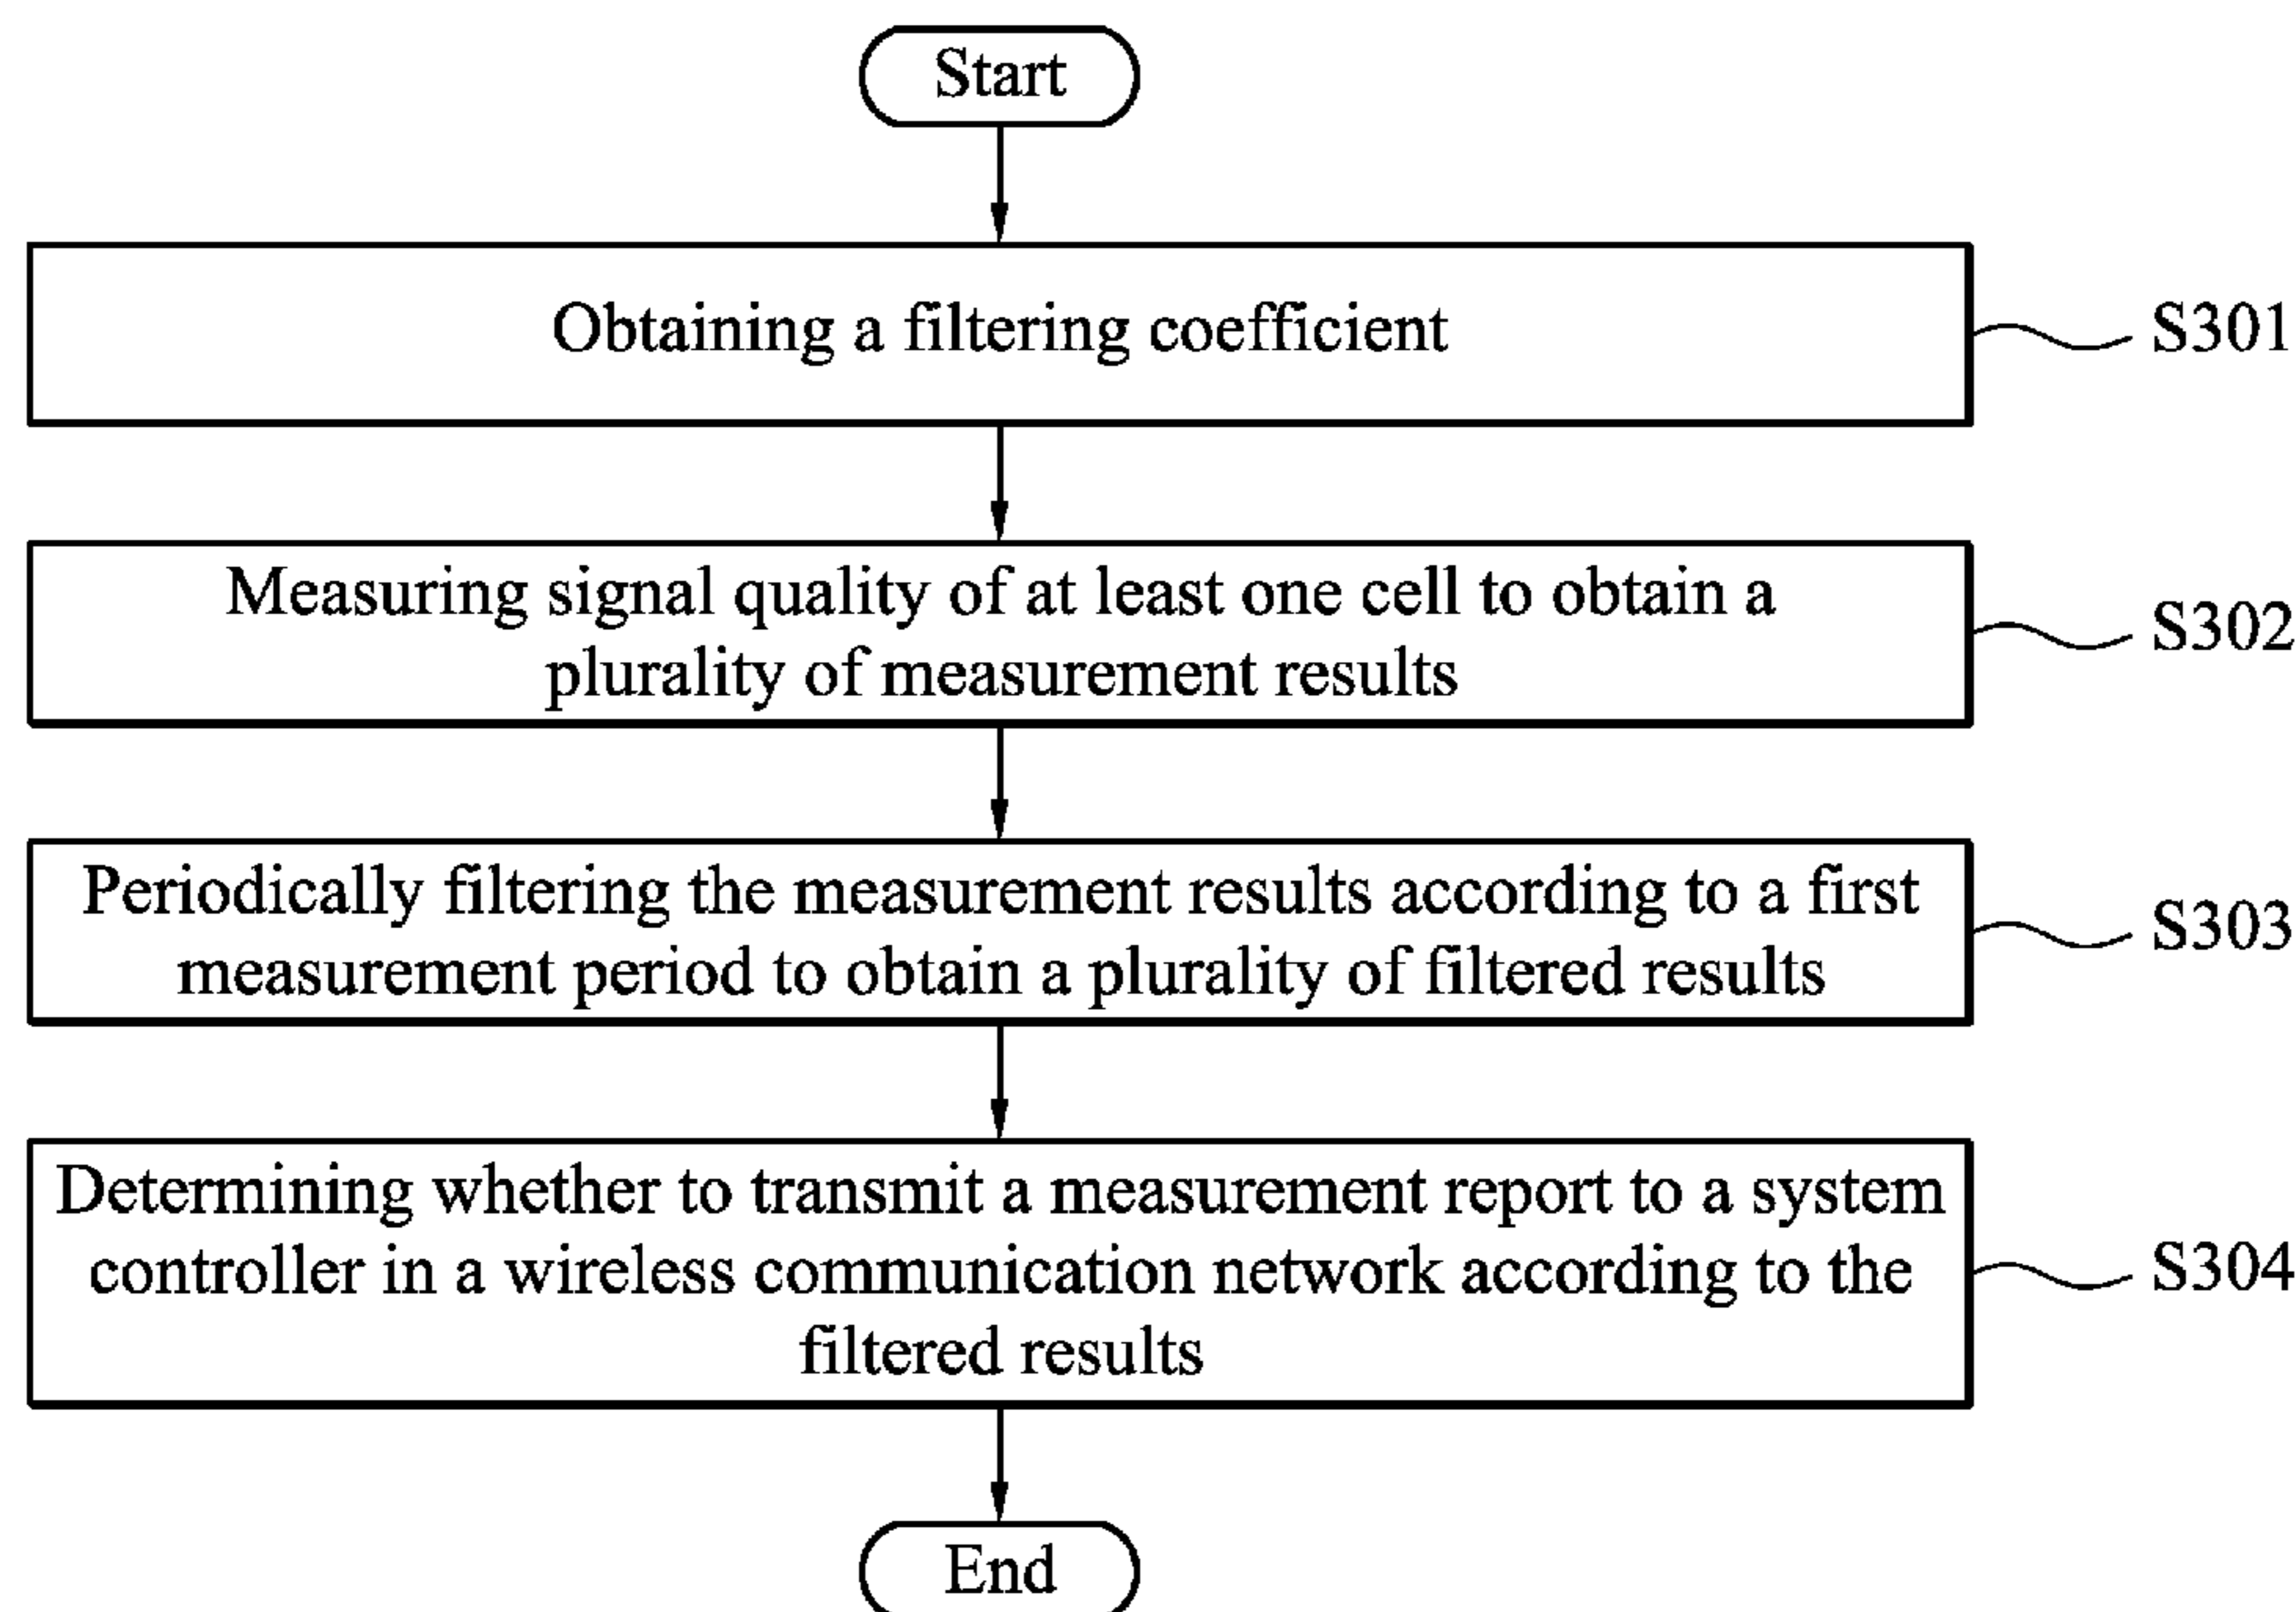 Start
Obtaining a filtering coefficient
S301
Measuring signal quality of at least one cell to obtain a
plurality of measurement results
S302
Periodically filtering the measurement results according to a first
measurement period to obtain a plurality of filtered results
S303
Determining whether to transmit a measurement report to a system
controller in a wireless communication network according to the
filtered results
S304
End